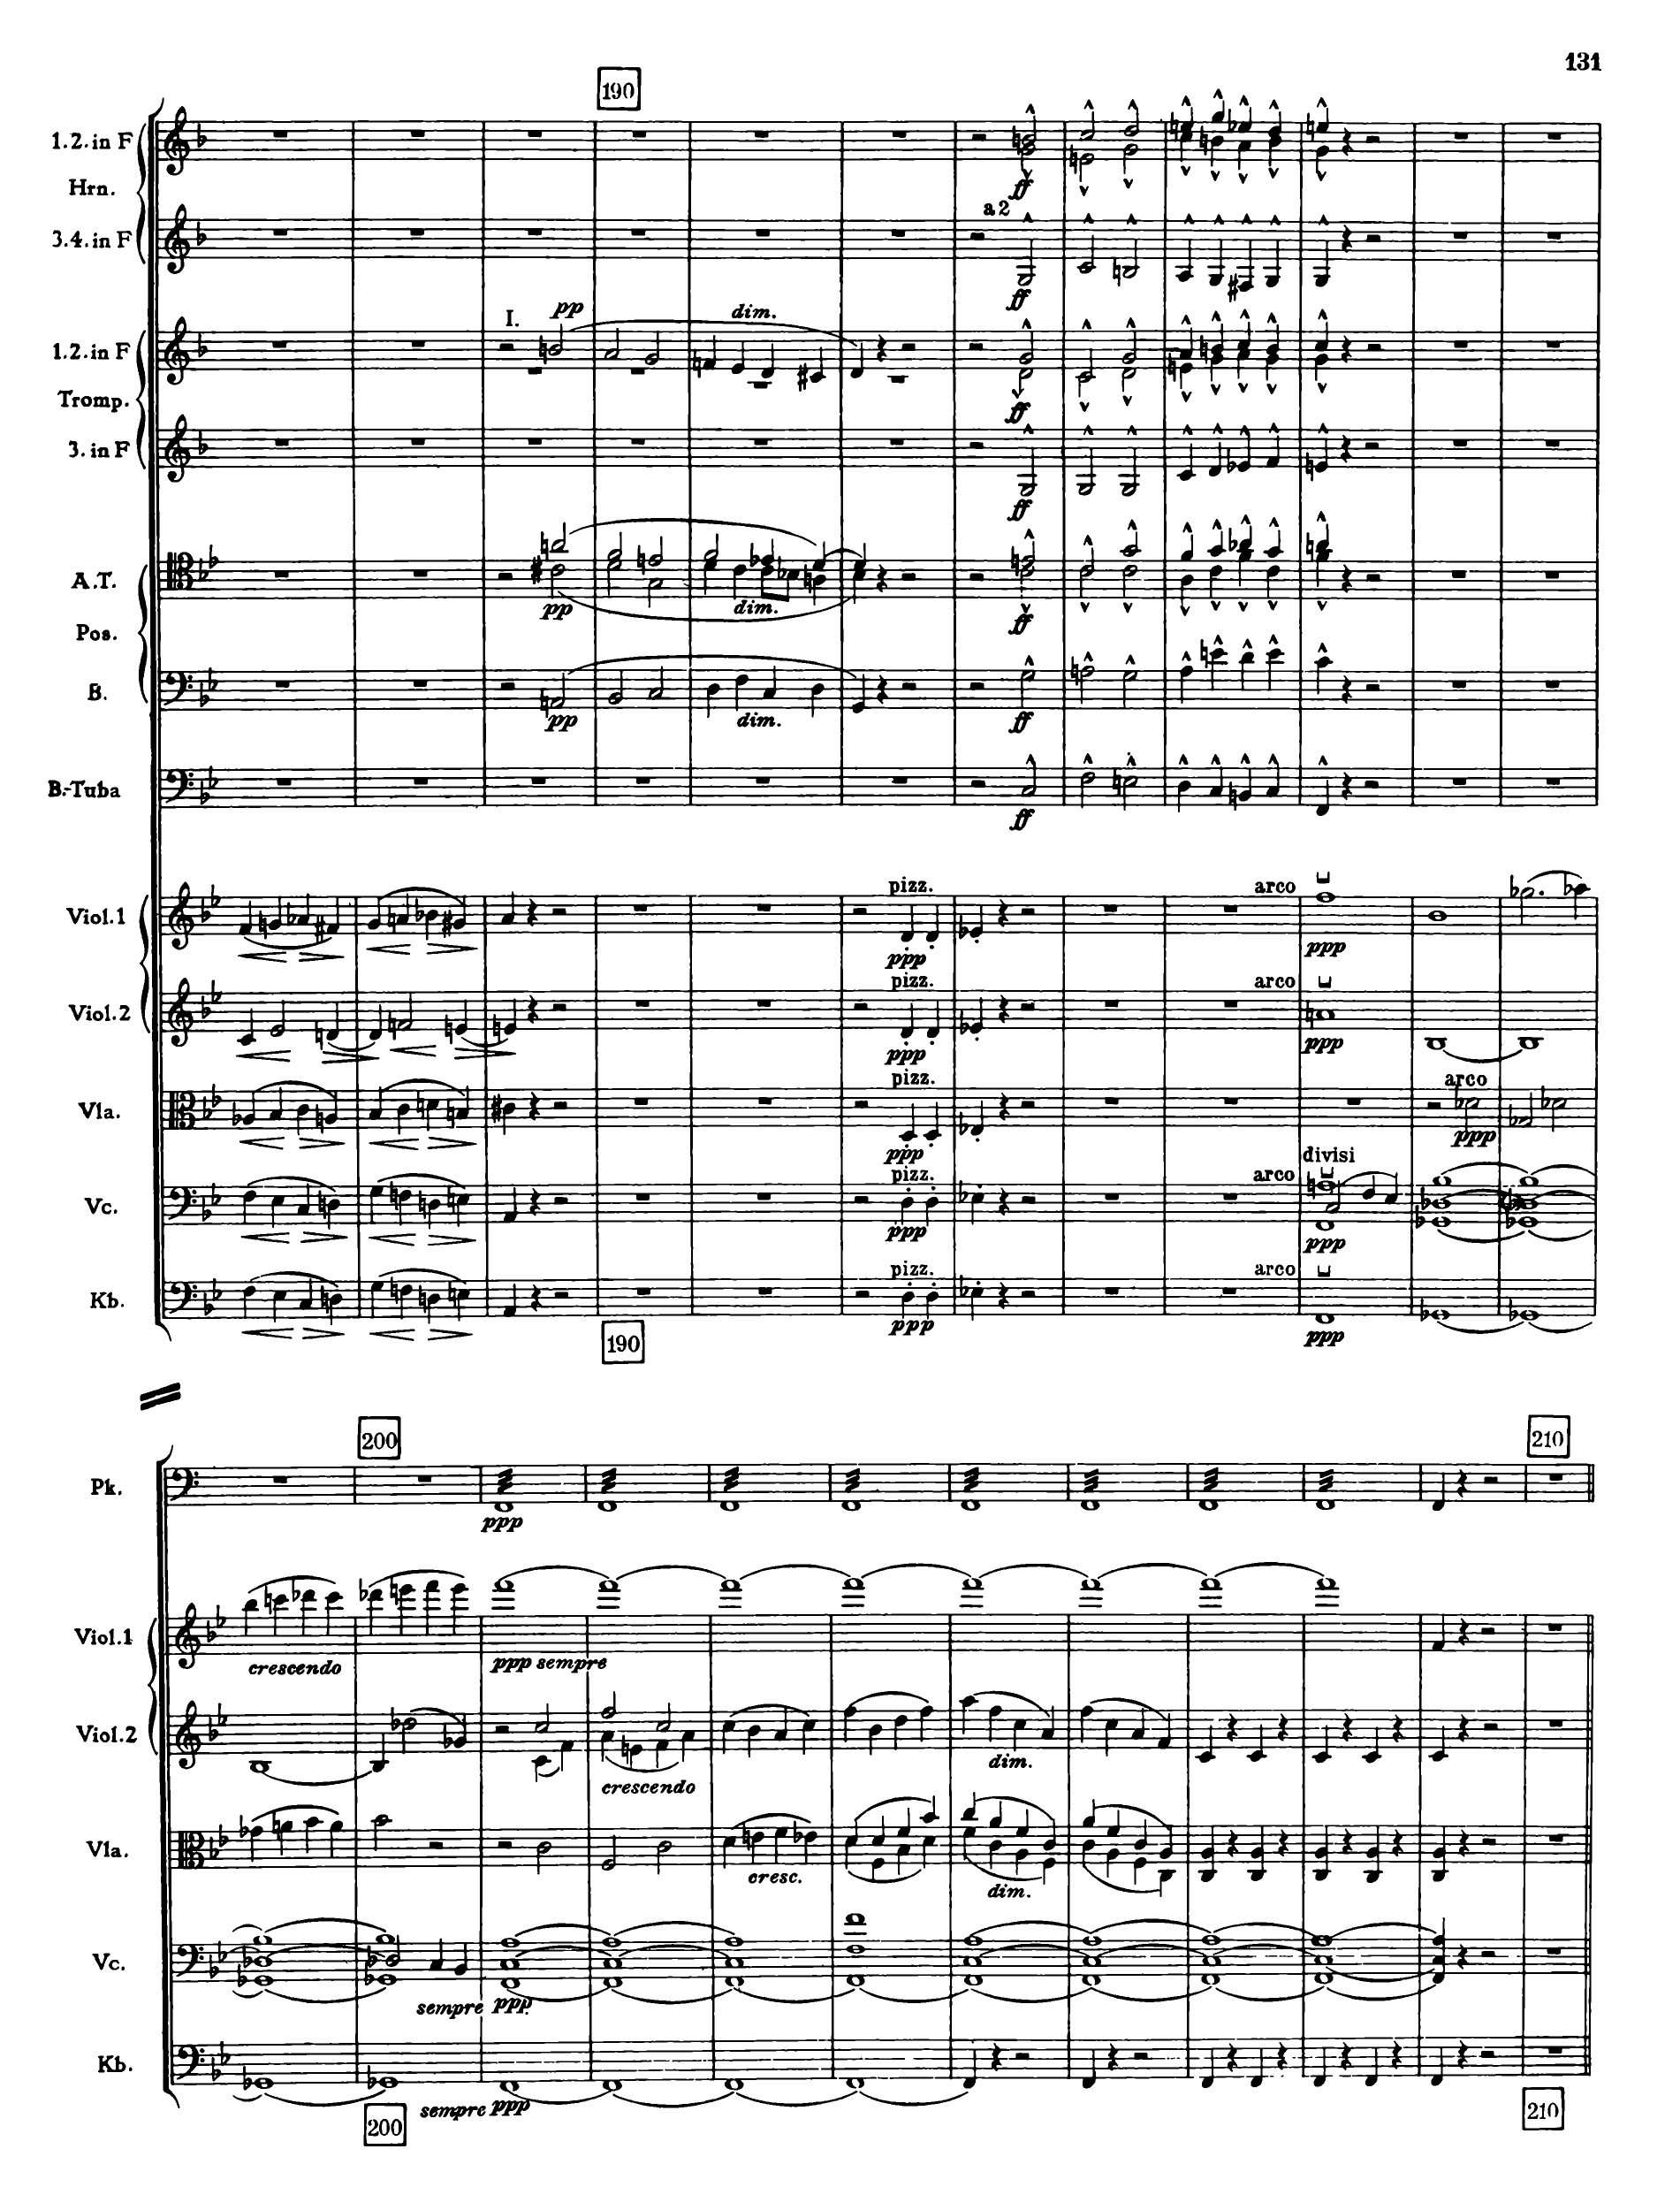 131
190
1.2. in F
Hrn.
ff
a 2
3.4. in F
ff
I.
pp
dim.
1.2. in F
Tromp.
ff
3. in F
ff
A.T.
pp
dim.
ff
Pos.
B.
pp
dim.
ff
B.-Tuba
ff
pizz.
arco
Viol.1
ppp
ppp
pizz.
arco
Viol.2
ppp
ppp
pizz.
arco
Vla.
ppp
ppp
divisi
pizz.
arco
Vc.
ppp
ppp
pizz.
arco
Kb.
ppp
ppp
190
200
210
Pk.
ppp
Viol.1
crescendo
ppp sempre
Viol.2
crescendo
dim.
Vla.
cresc.
dim.
Vc.
sempre ppp
Kb.
sempre ppp
200
210